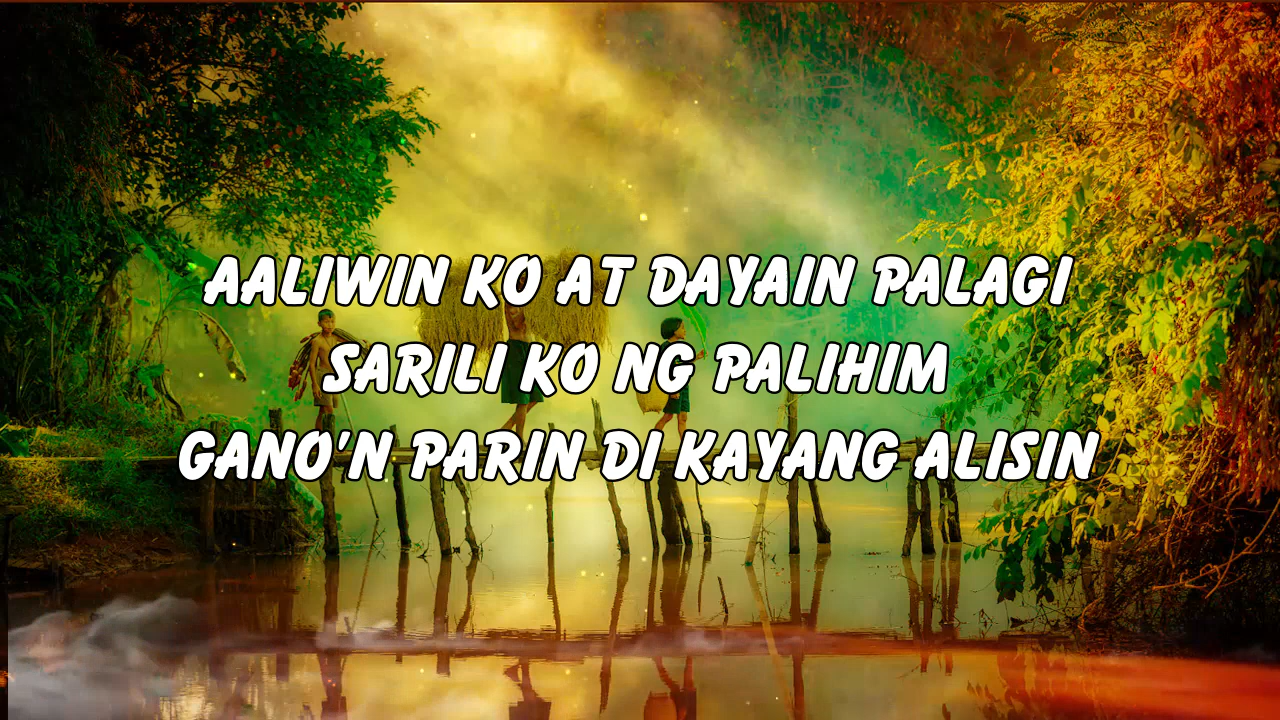 AALIWIN KO AT DAYAIN PALAGI
SARILI KO NG PALIHIM
GANO'N PARIN DI KAYANG ALISIN